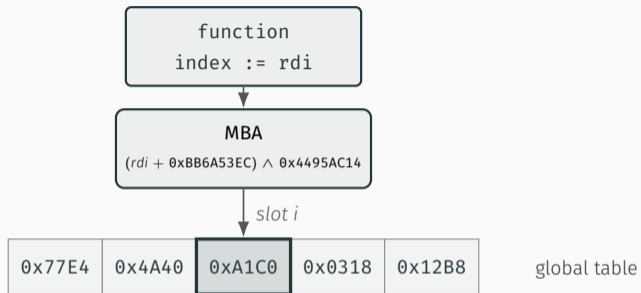 function
index := rdi
MBA
(rdi + 0xBB6A53EC) ∧ 0x4495AC14
slot i
0x77E4 0x4A40 0xA1C0 0x0318 0x12B8 global table